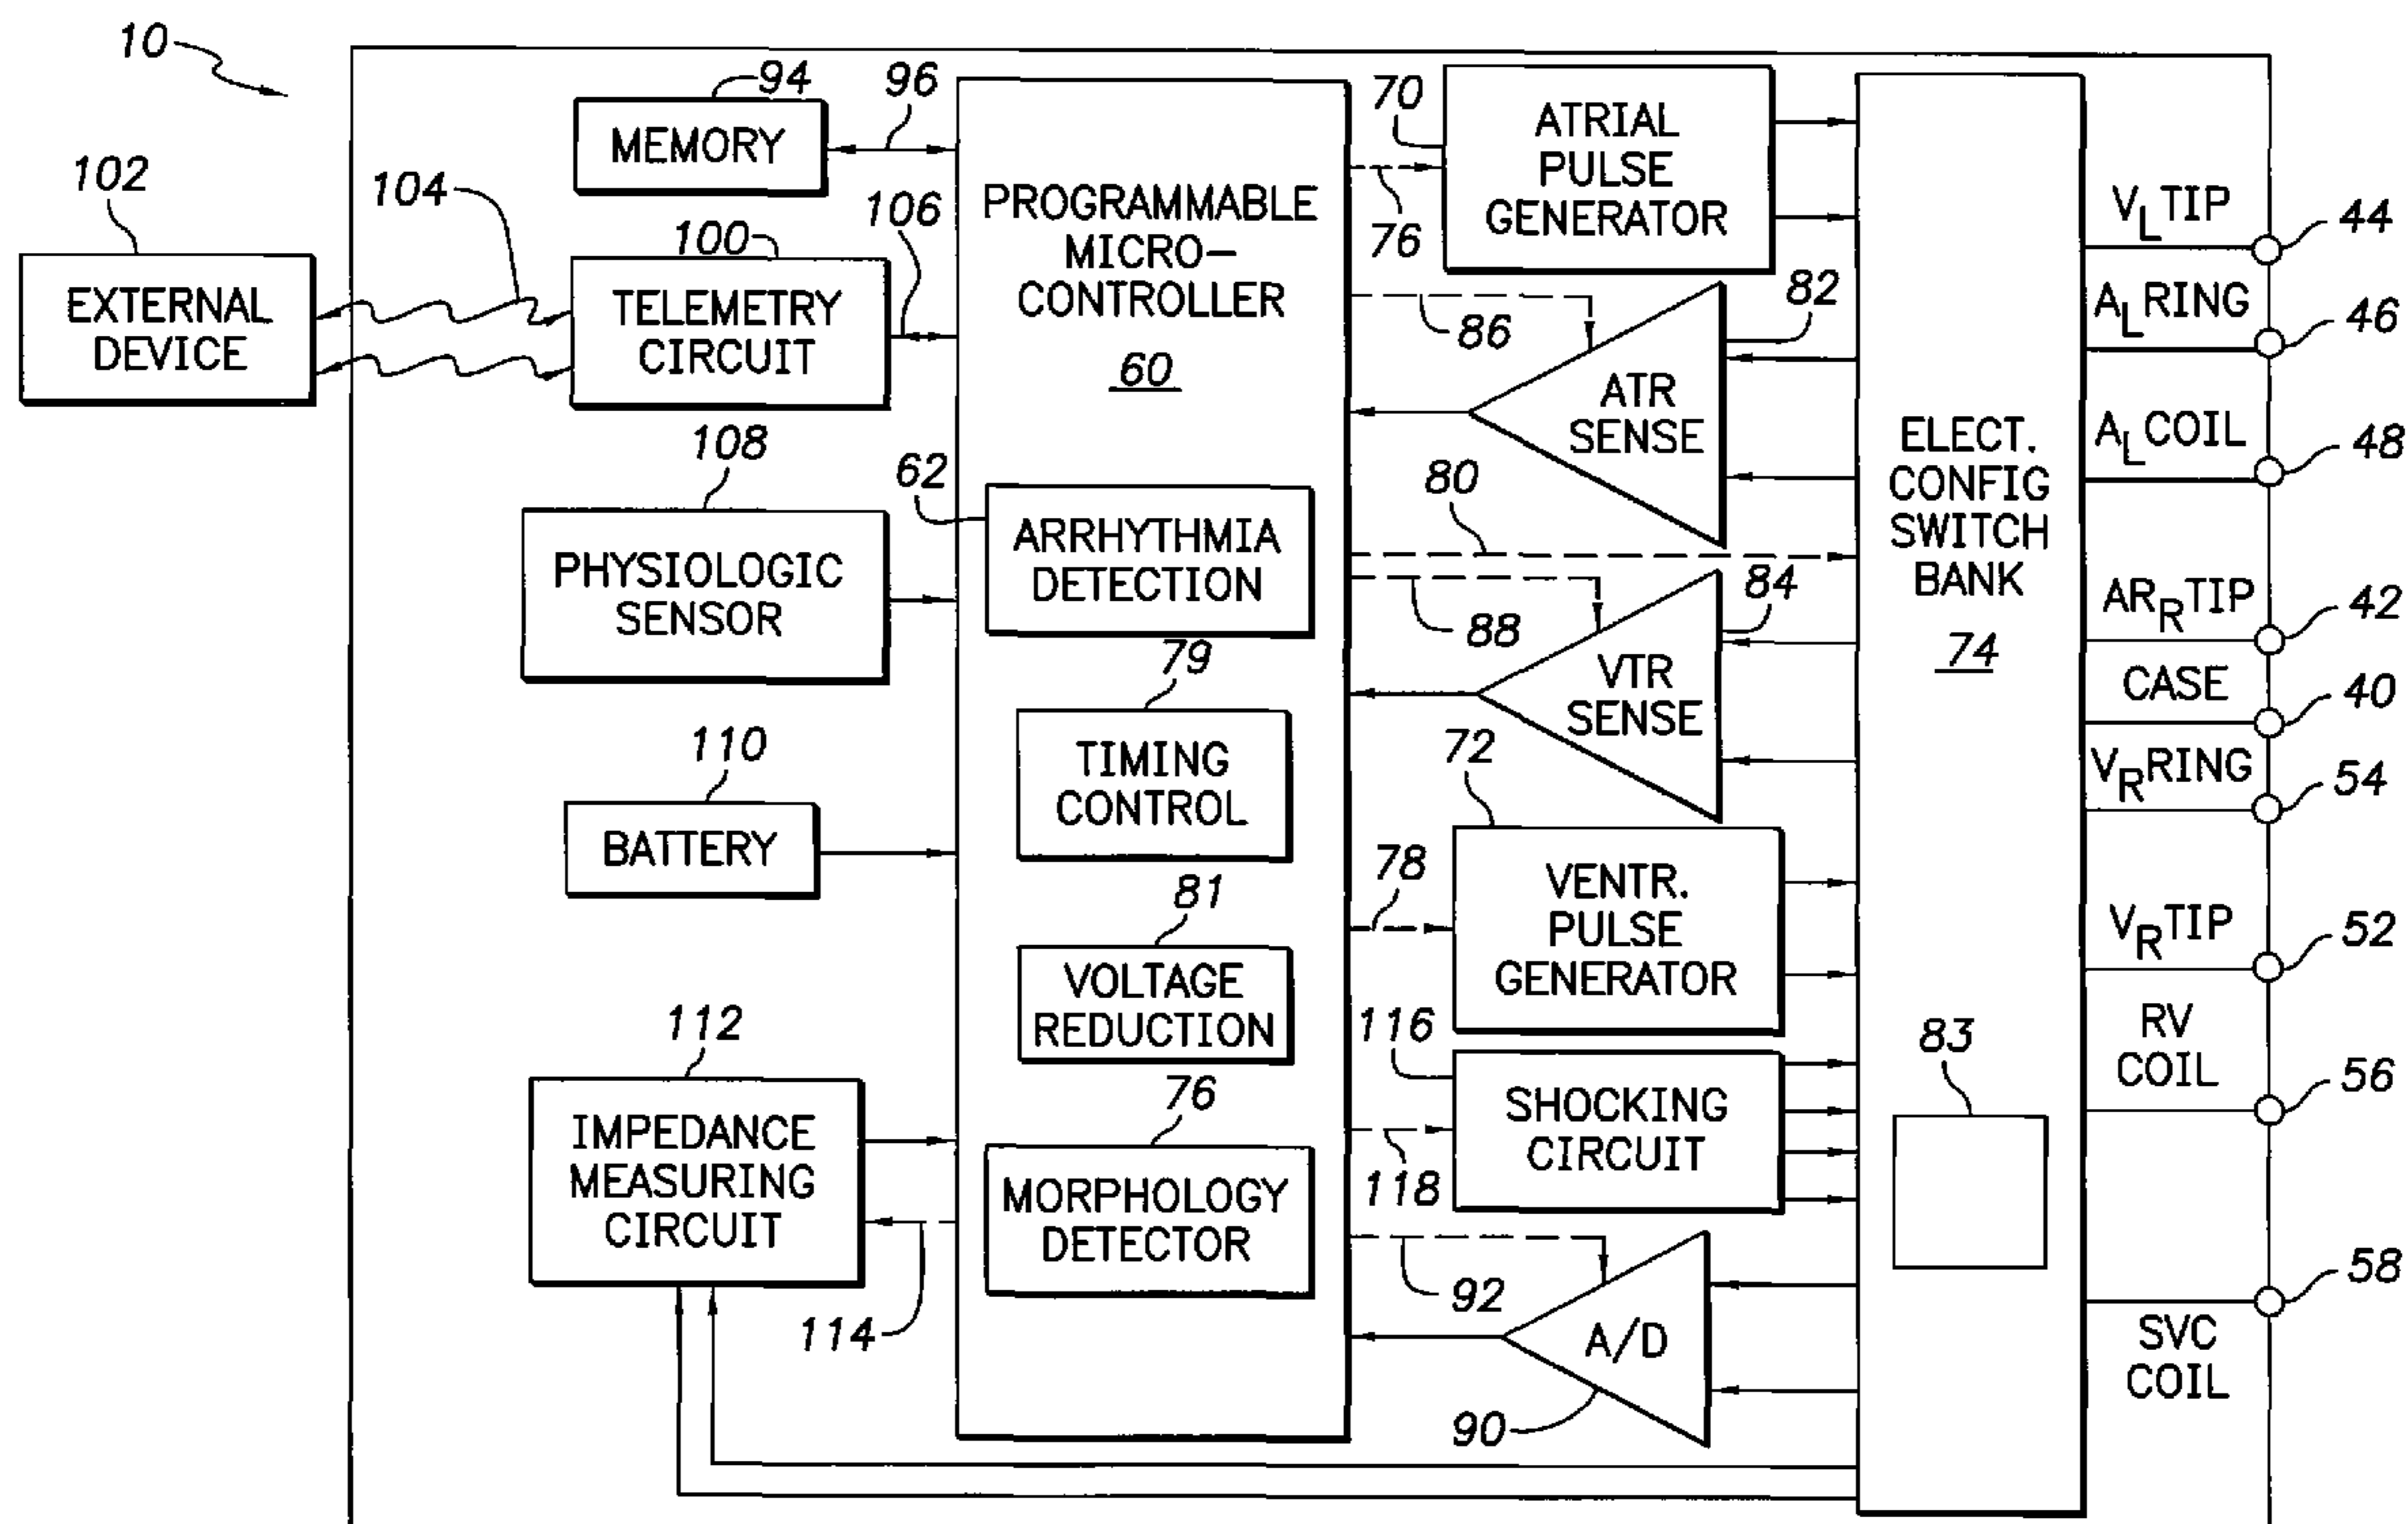 10
94
96
MEMORY
102
104
EXTERNAL
DEVICE
100
106
TELEMETRY
CIRCUIT
108
PHYSIOLOGIC
SENSOR
110
BATTERY
112
IMPEDANCE
MEASURING
CIRCUIT
114
PROGRAMMABLE
MICRO-
CONTROLLER
60
62
ARRHYTHMIA
DETECTION
79
TIMING
CONTROL
81
VOLTAGE
REDUCTION
76
MORPHOLOGY
DETECTOR
70
76
ATRIAL
PULSE
GENERATOR
86
82
ATR
SENSE
80
88
84
VTR
SENSE
72
78
VENTR.
PULSE
GENERATOR
116
118
SHOCKING
CIRCUIT
92
A/D
90
ELECT.
CONFIG
SWITCH
BANK
74
83
VLTIP
44
ALRING
46
ALCOIL
48
ARRTIP
42
CASE
40
VRRING
54
VRTIP
52
RV
COIL
56
58
SVC
COIL